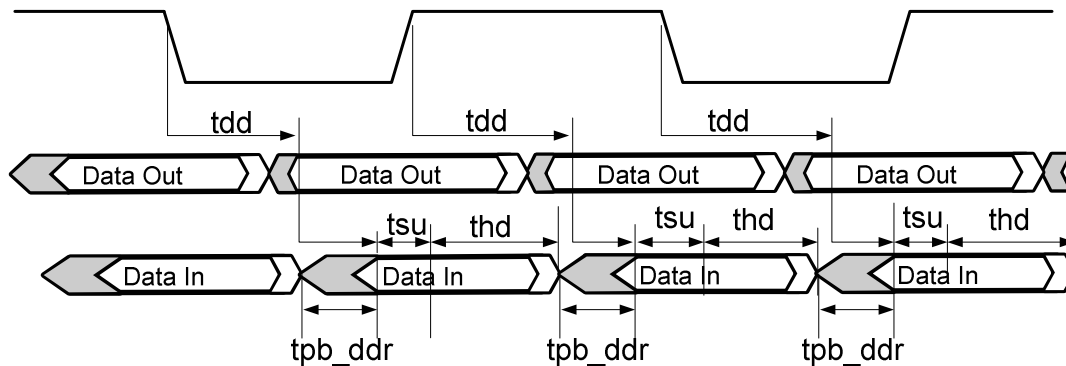 tdd tdd tdd
Data Out Data Out Data Out Data Out
tsu thd tsu thd tsu thd
Data In Data In Data In Data In
tpb_ddr tpb_ddr tpb_ddr